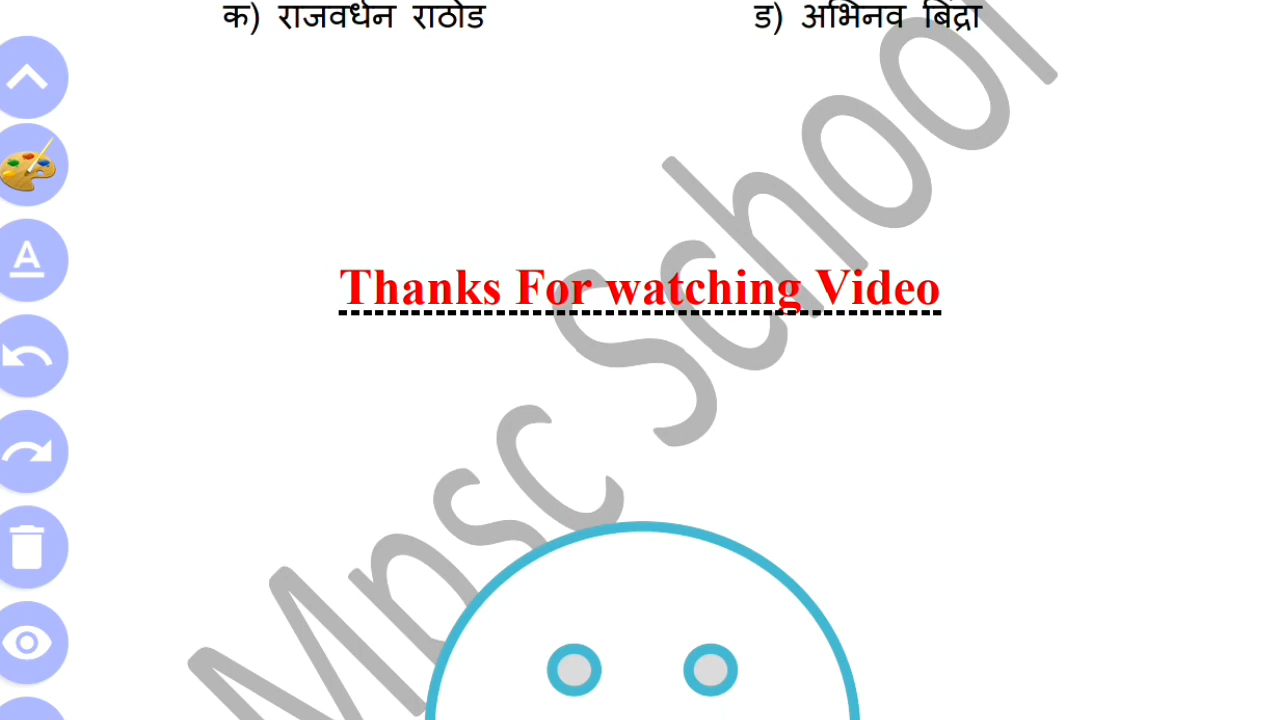 क) राजवर्धन राठोड ड) अभिनव बिंद्रा
Thanks For watching Video
Mpsc School